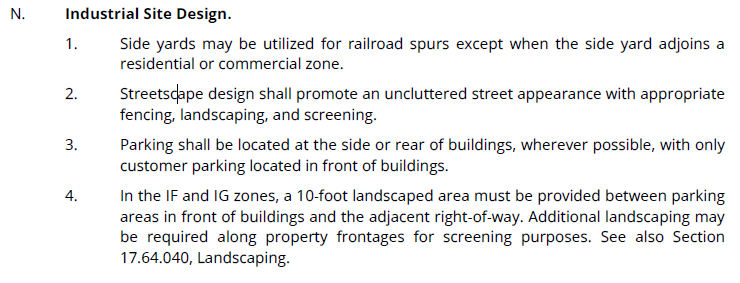 N. Industrial Site Design.
1. Side yards may be utilized for railroad spurs except when the side yard adjoins a
residential or commercial zone.
2. Streetscape design shall promote an uncluttered street appearance with appropriate
fencing, landscaping, and screening.
3. Parking shall be located at the side or rear of buildings, wherever possible, with only
customer parking located in front of buildings.
4. In the IF and IG zones, a 10-foot landscaped area must be provided between parking
areas in front of buildings and the adjacent right-of-way. Additional landscaping may
be required along property frontages for screening purposes. See also Section
17.64.040, Landscaping.